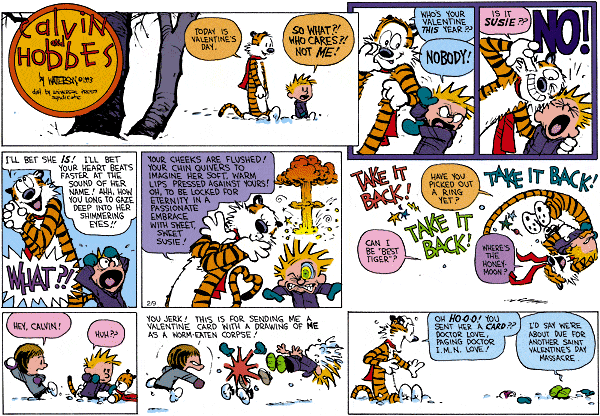 Calvin
and
HOBBES
by WATTERSON
dist. by UNIVERSAL PRESS
syndicate
TODAY IS
VALENTINE'S
DAY.
SO WHAT?!
WHO CARES?!
NOT ME!
WHO'S YOUR
VALENTINE
THIS YEAR??
NOBODY!
IS IT
SUSIE??
NO!
I'LL BET SHE IS! I'LL BET
YOUR HEART BEATS
FASTER AT THE
SOUND OF HER
NAME! AHH, HOW
YOU LONG TO GAZE
DEEP INTO HER
SHIMMERING
EYES!!
WHAT?!
YOUR CHEEKS ARE FLUSHED!
YOUR CHIN QUIVERS TO
IMAGINE HER SOFT, WARM
LIPS PRESSED AGAINST YOURS!
OH, TO BE LOCKED FOR
ETERNITY IN A
PASSIONATE
EMBRACE
WITH SWEET,
SWEET
SUSIE!
2/9
TAKE IT
BACK!
HAVE YOU
PICKED OUT
A RING
YET?
TAKE IT BACK!
TAKE IT
BACK!
CAN I
BE "BEST
TIGER"?
WHERE'S
THE
HONEY-
MOON?
HEY, CALVIN!
HUH??
YOU JERK! THIS IS FOR SENDING ME A
VALENTINE CARD WITH A DRAWING OF ME
AS A WORM-EATEN CORPSE!
OH HO-O-O! YOU
SENT HER A CARD??
DOCTOR LOVE,
PAGING DOCTOR
I.M.N. LOVE!
I'D SAY WE'RE
ABOUT DUE FOR
ANOTHER SAINT
VALENTINE'S DAY
MASSACRE.